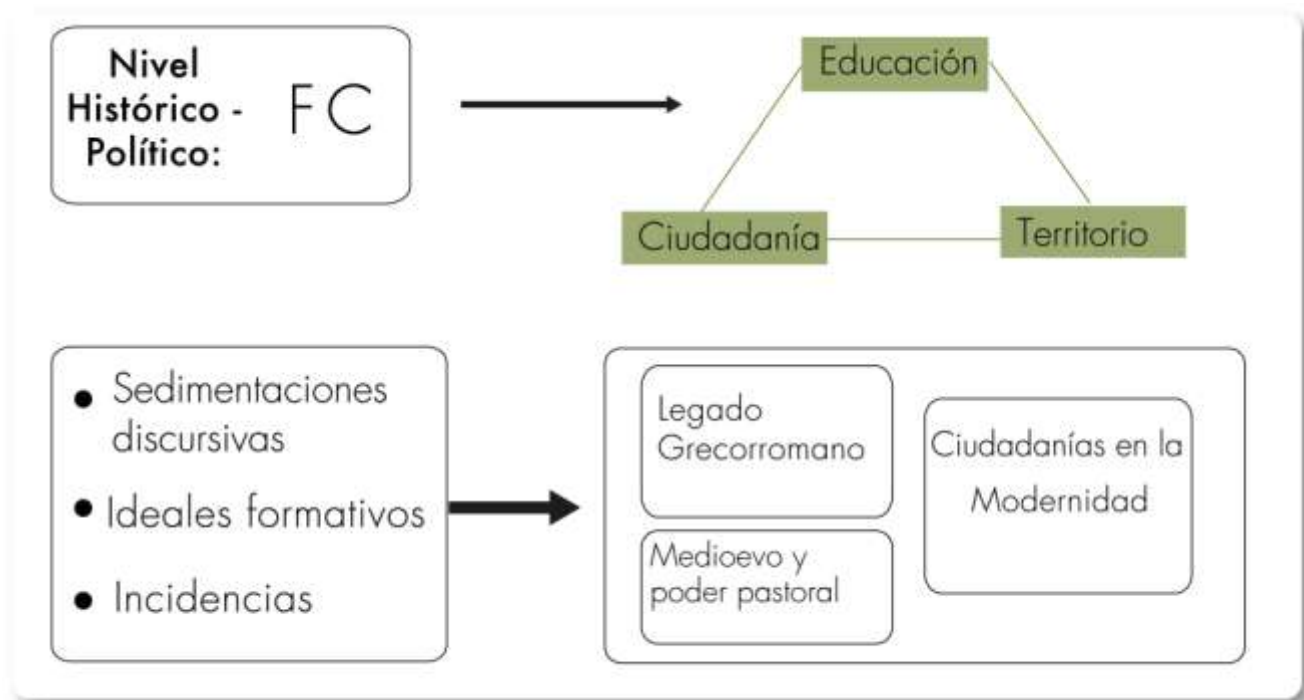 Nivel
Histórico -
Político:
FC
Educación
Ciudadanía
Territorio
● Sedimentaciones
discursivas
● Ideales formativos
● Incidencias
Legado
Grecorromano
Medioevo y
poder pastoral
Ciudadanías en la
Modernidad